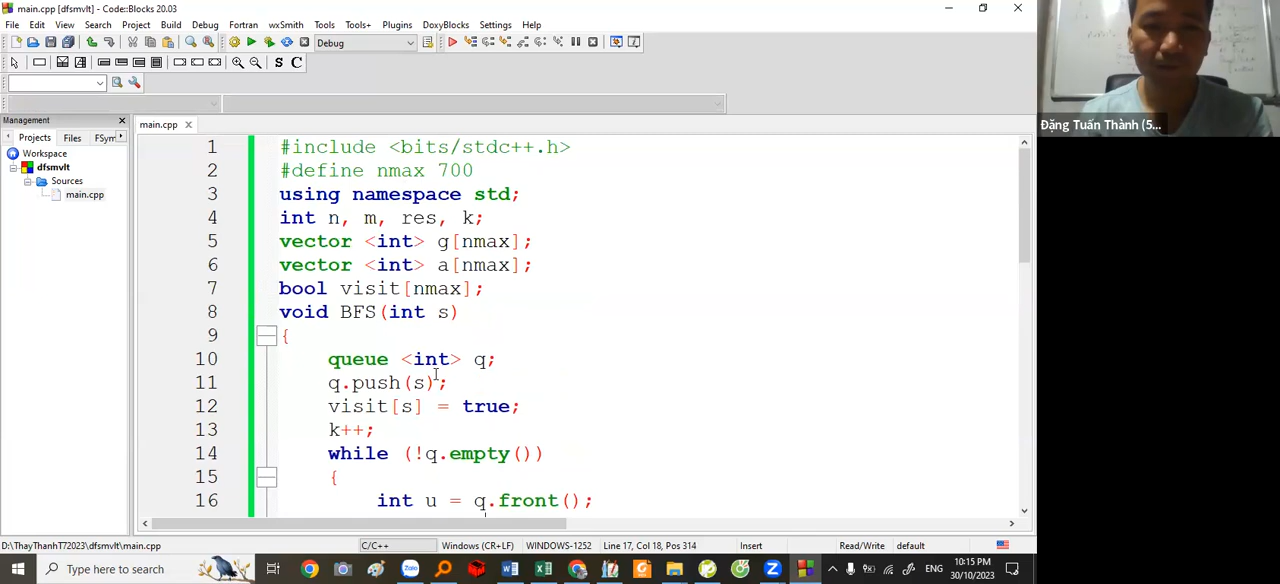 main.cpp [dfsmvlt] - Code::Blocks 20.03
File Edit View Search Project Build Debug Fortran wxSmith Tools Tools+ Plugins DoxyBlocks Settings Help
Debug
S C
Management
Projects Files FSym
Workspace
dfsmvlt
Sources
main.cpp
main.cpp
1 #include <bits/stdc++.h>
2 #define nmax 700
3 using namespace std;
4 int n, m, res, k;
5 vector <int> g[nmax];
6 vector <int> a[nmax];
7 bool visit[nmax];
8 void BFS(int s)
9 {
10 queue <int> q;
11 q.push(s);
12 visit[s] = true;
13 k++;
14 while (!q.empty())
15 {
16 int u = q.front();
Đặng Tuấn Thành (5...
D:\ThayThanhT72023\dfsmvlt\main.cpp C/C++ Windows (CR+LF) WINDOWS-1252 Line 17, Col 18, Pos 314 Insert Read/Write default
Type here to search
ENG
10:15 PM
30/10/2023